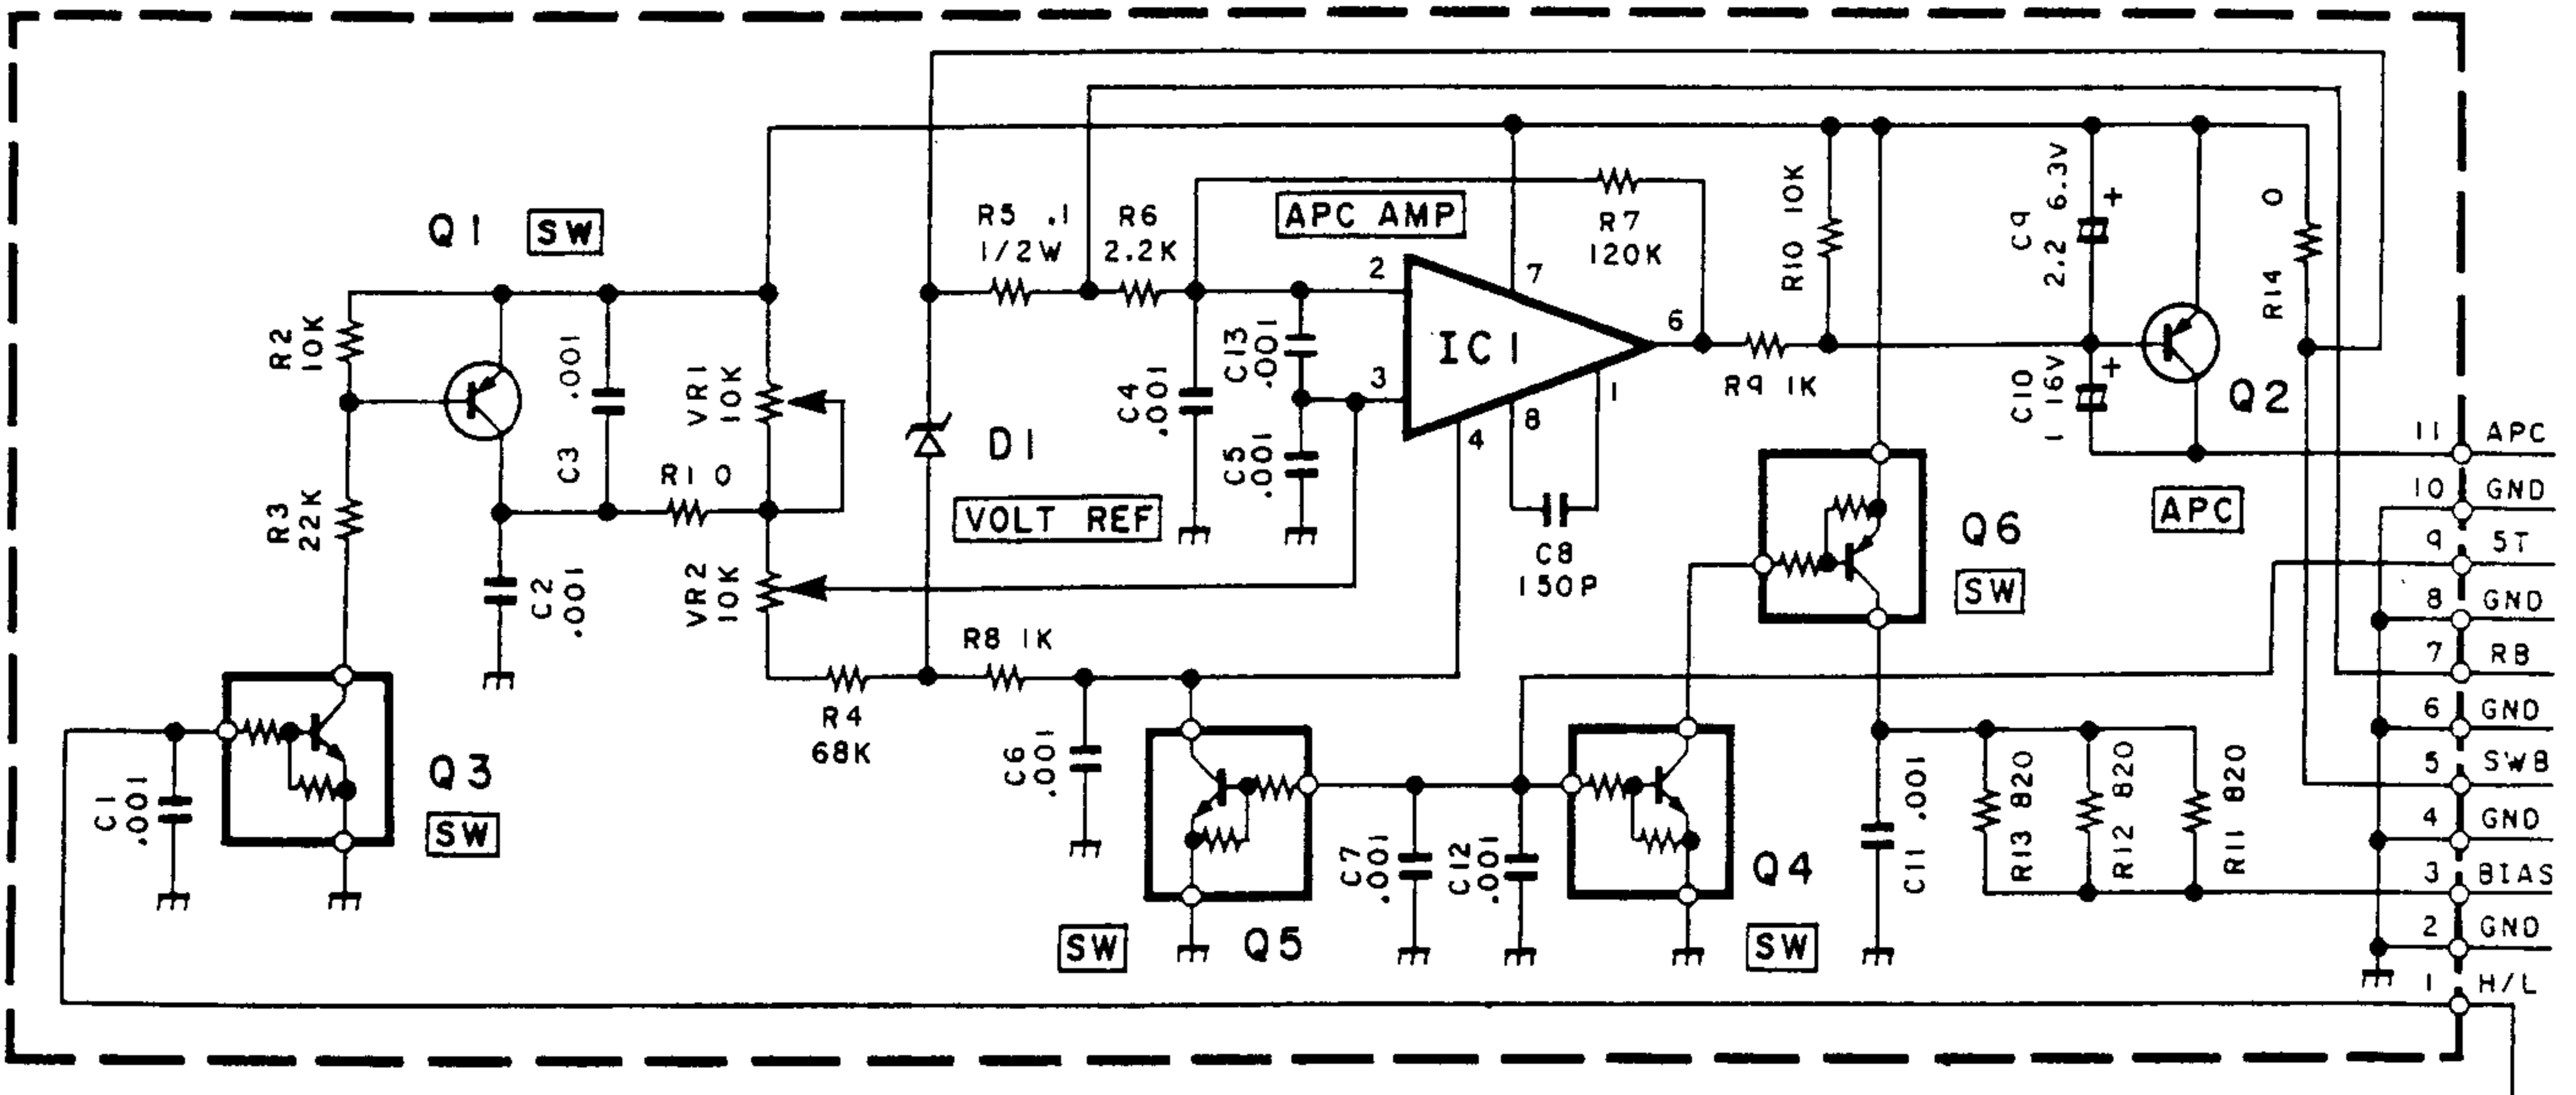 Q1
SW
R2
10K
R3
22K
.001
C3
VR1
10K
R1 0
C2
.001
VR2
10K
R5 .1
1/2W
R6
2.2K
APC AMP
R7
120K
2
3
7
6
8
1
4
IC1
C13
.001
C4
.001
C5
.001
D1
VOLT REF
C8
150P
R9 1K
R10 10K
C9
2.2 6.3V
+
C10
1 16V
+
R14 0
Q2
APC
Q6
SW
R8 1K
R4
68K
C6
.001
C1
.001
Q3
SW
SW
Q5
C7
.001
C12
.001
Q4
SW
C11 .001
R13 820
R12 820
R11 820
11 APC
10 GND
9 5T
8 GND
7 RB
6 GND
5 SWB
4 GND
3 BIAS
2 GND
1 H/L